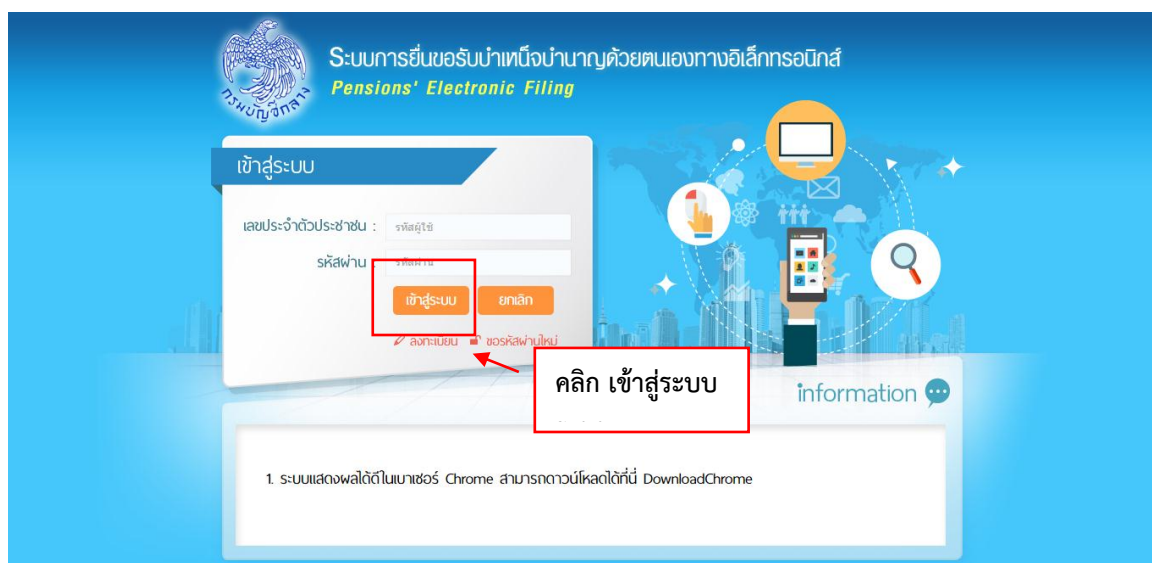 ระบบการยื่นขอรับบำเหน็จบำนาญด้วยตนเองทางอิเล็กทรอนิกส์
Pensions' Electronic Filing
กรมบัญชีกลาง
เข้าสู่ระบบ
เลขประจำตัวประชาชน : รหัสผู้ใช้
รหัสผ่าน : รหัสผ่าน
เข้าสู่ระบบ ยกเลิก
ลงทะเบียน ขอรหัสผ่านใหม่
คลิก เข้าสู่ระบบ
information
1. ระบบแสดงผลได้ดีในเบาเซอร์ Chrome สามารถดาวน์โหลดได้ที่นี่ DownloadChrome